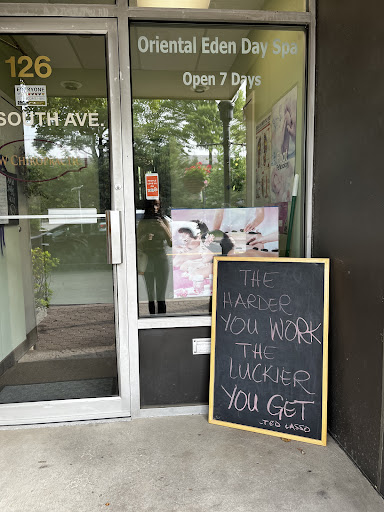 Oriental Eden Day Spa
Open 7 Days
126
EVERYONE
SOUTH AVE.
THE
HARDER
YOU WORK
THE
LUCKIER
YOU GET
-TED LASSO